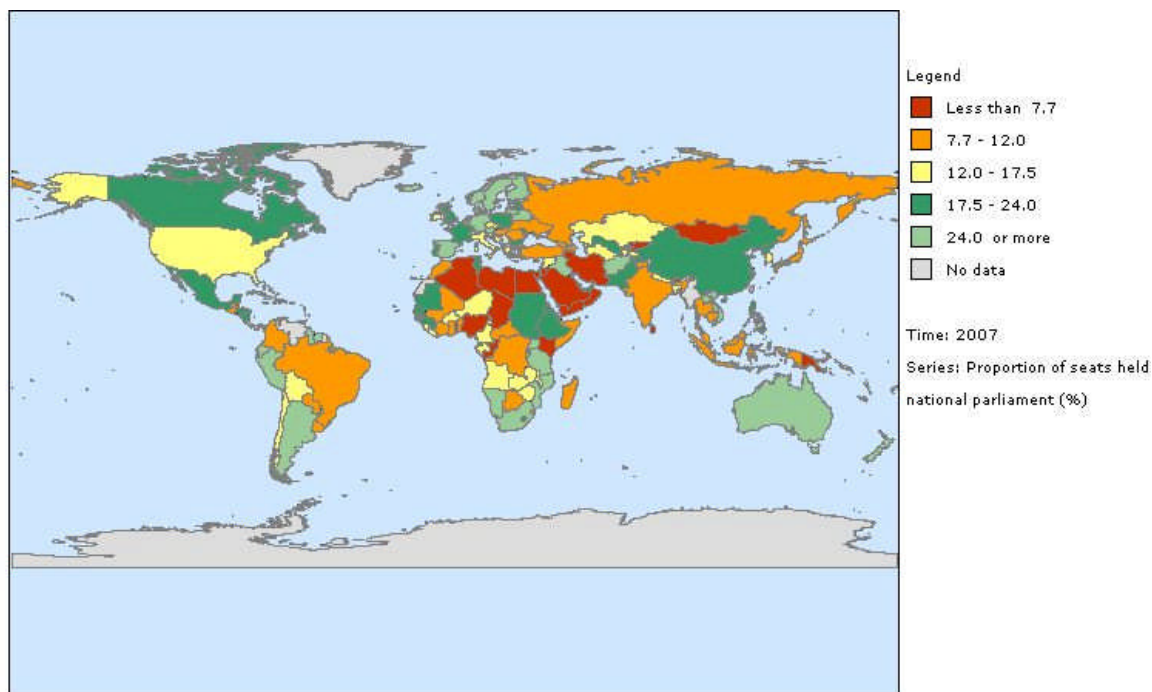 Legend
Less than 7.7
7.7 - 12.0
12.0 - 17.5
17.5 - 24.0
24.0 or more
No data
Time: 2007
Series: Proportion of seats held
national parliament (%)